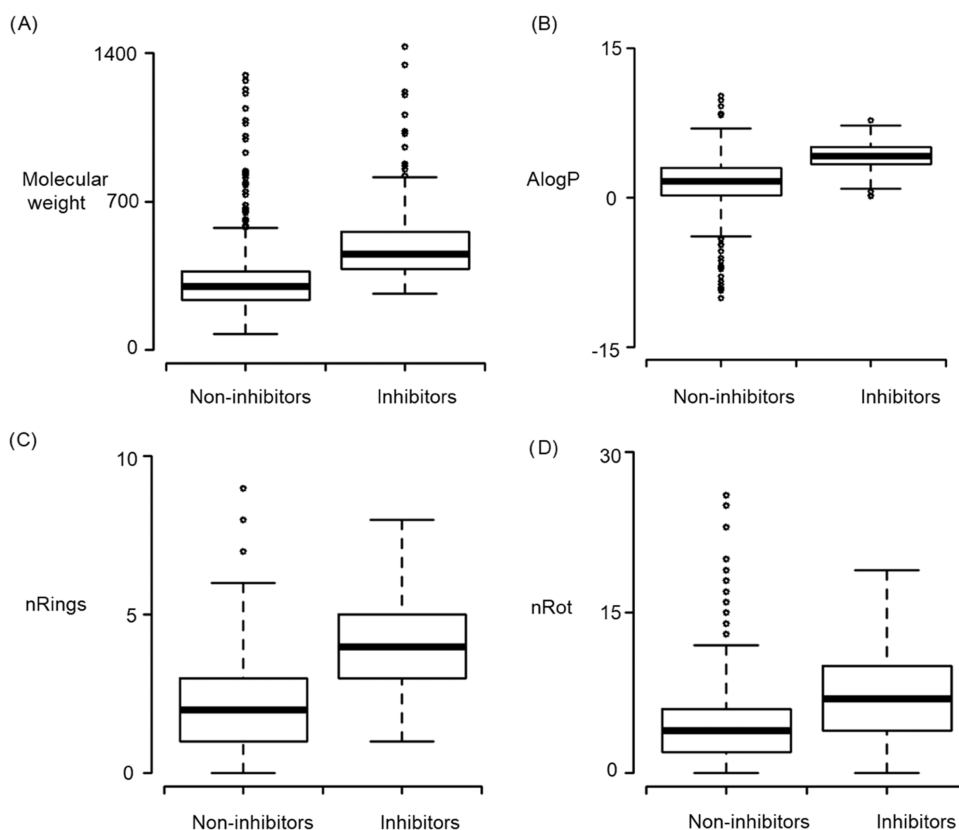 (A)
1400
Molecular
weight
700
0
Non-inhibitors Inhibitors
(B)
15
AlogP
0
-15
Non-inhibitors Inhibitors
(C)
10
nRings
5
0
Non-inhibitors Inhibitors
(D)
30
nRot
15
0
Non-inhibitors Inhibitors